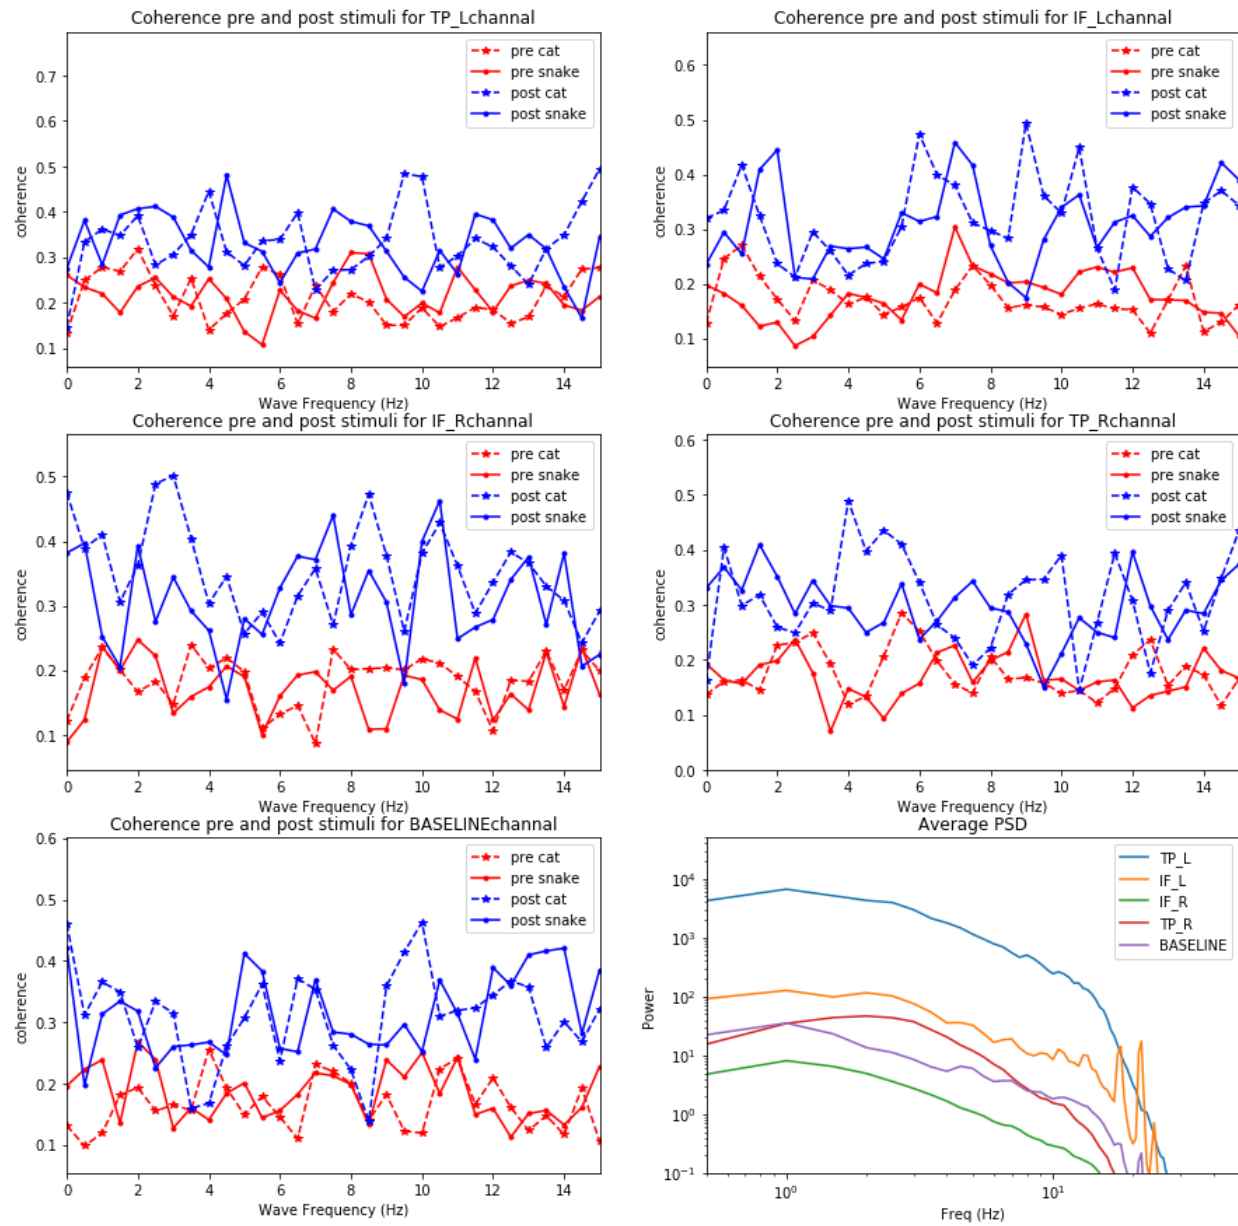 Coherence pre and post stimuli for TP_Lchannal
pre cat
pre snake
post cat
post snake
coherence
0.7
0.6
0.5
0.4
0.3
0.2
0.1
0 2 4 6 8 10 12 14
Wave Frequency (Hz)
Coherence pre and post stimuli for IF_Lchannal
pre cat
pre snake
post cat
post snake
coherence
0.6
0.5
0.4
0.3
0.2
0.1
0 2 4 6 8 10 12 14
Wave Frequency (Hz)
Coherence pre and post stimuli for IF_Rchannal
pre cat
pre snake
post cat
post snake
coherence
0.5
0.4
0.3
0.2
0.1
0 2 4 6 8 10 12 14
Wave Frequency (Hz)
Coherence pre and post stimuli for TP_Rchannal
pre cat
pre snake
post cat
post snake
coherence
0.6
0.5
0.4
0.3
0.2
0.1
0.0
0 2 4 6 8 10 12 14
Wave Frequency (Hz)
Coherence pre and post stimuli for BASELINEchannal
pre cat
pre snake
post cat
post snake
coherence
0.6
0.5
0.4
0.3
0.2
0.1
0 2 4 6 8 10 12 14
Wave Frequency (Hz)
Average PSD
TP_L
IF_L
IF_R
TP_R
BASELINE
Power
10⁴
10³
10²
10¹
10⁰
10⁻¹
10⁰ 10¹
Freq (Hz)